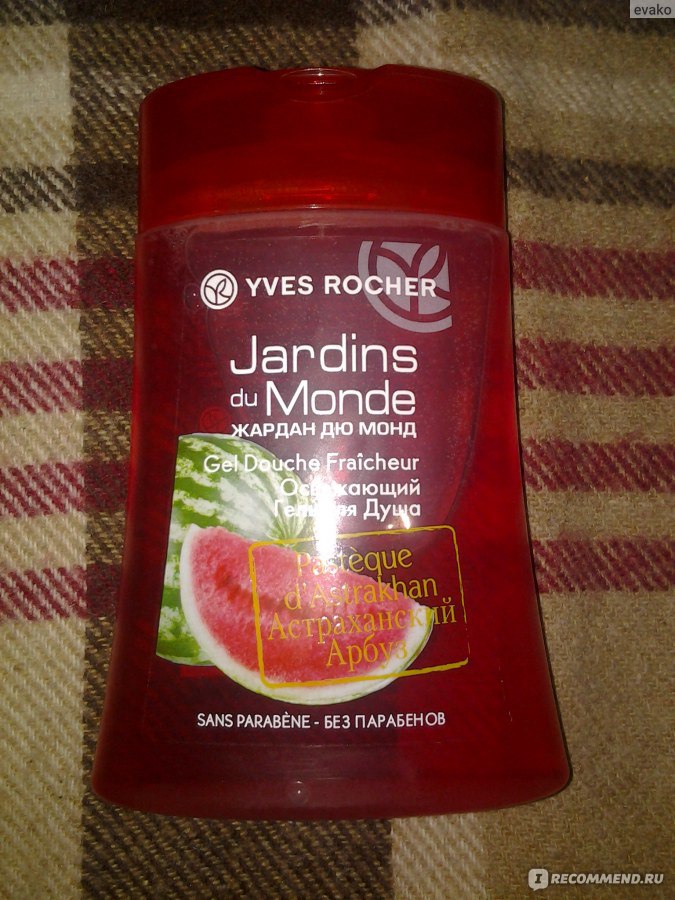 evako
YVES ROCHER
Jardins
du Monde
ЖАРДАН ДЮ МОНД
Gel Douche Fraîcheur
Освежающий
Гель для Душа
Pastèque
d'Astrakhan
Астраханский
Арбуз
SANS PARABÈNE - БЕЗ ПАРАБЕНОВ
IRECOMMEND.RU